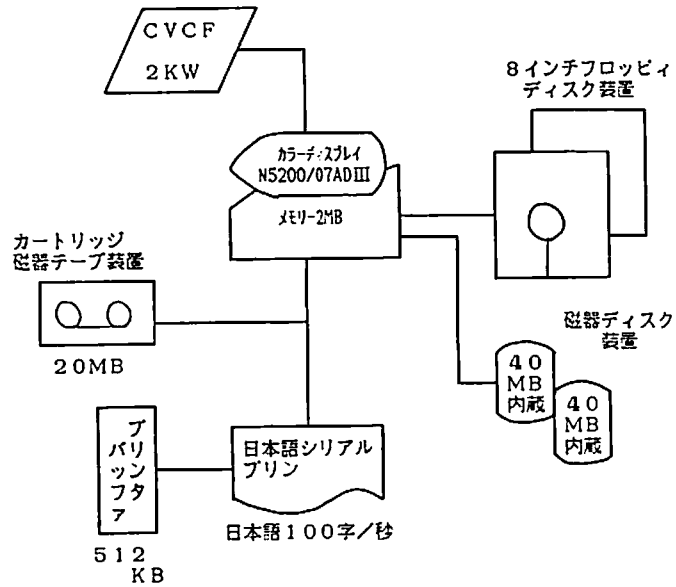 CVCF
2KW
8インチフロッピィ
ディスク装置
カラーディスプレイ
N5200/07ADⅢ
メモリー2MB
カートリッジ
磁器テープ装置
20MB
磁器ディスク
装置
40
MB
内蔵
40
MB
内蔵
プリンタ
バッファ
512
KB
日本語シリアル
プリン
日本語100字/秒